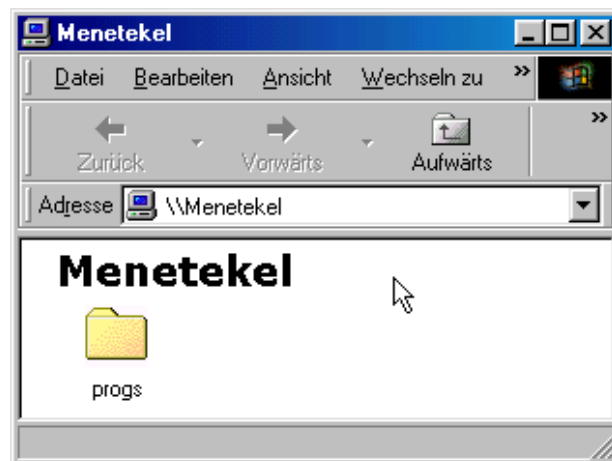 Menetekel
Datei Bearbeiten Ansicht Wechseln zu »
Zurück Vorwärts Aufwärts »
Adresse \\Menetekel
Menetekel
progs